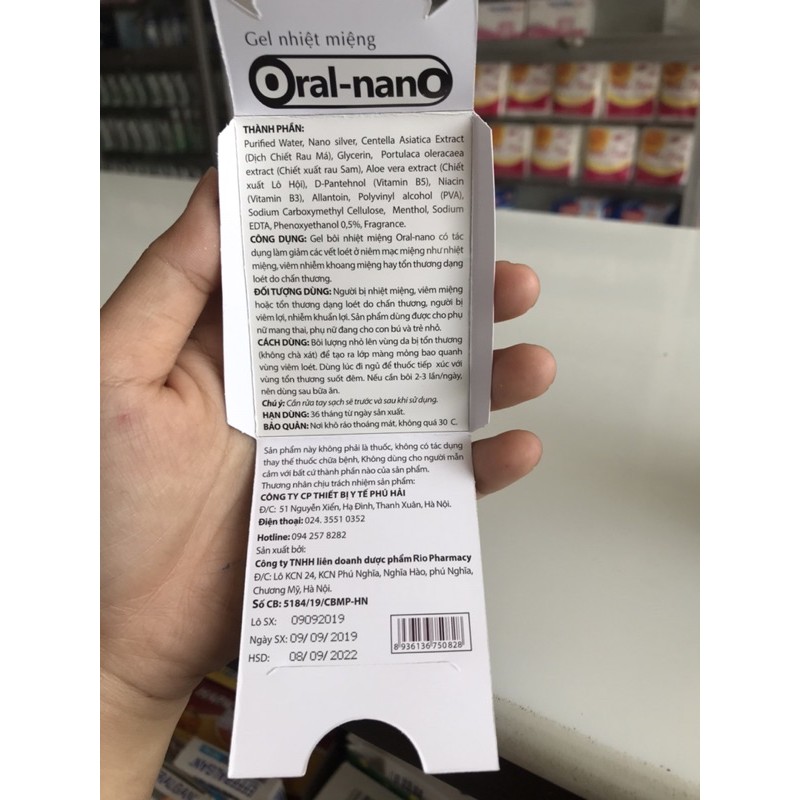 Gel nhiệt miệng
Oral-nanO
THÀNH PHẦN:
Purified Water, Nano silver, Centella Asiatica Extract
(Dịch Chiết Rau Má), Glycerin, Portulaca oleracaea
extract (Chiết xuất rau Sam), Aloe vera extract (Chiết
xuất Lô Hội), D-Pantehnol (Vitamin B5), Niacin
(Vitamin B3), Allantoin, Polyvinyl alcohol (PVA),
Sodium Carboxymethyl Cellulose, Menthol, Sodium
EDTA, Phenoxyethanol 0,5%, Fragrance.
CÔNG DỤNG: Gel bôi nhiệt miệng Oral-nano có tác
dụng làm giảm các vết loét ở niêm mạc miệng như nhiệt
miệng, viêm nhiễm khoang miệng hay tổn thương dạng
loét do chấn thương.
ĐỐI TƯỢNG DÙNG: Người bị nhiệt miệng, viêm miệng
hoặc tổn thương dạng loét do chấn thương, người bị
viêm lợi, nhiễm khuẩn lợi. Sản phẩm dùng được cho phụ
nữ mang thai, phụ nữ đang cho con bú và trẻ nhỏ.
CÁCH DÙNG: Bôi lượng nhỏ lên vùng da bị tổn thương
(không chà xát) để tạo ra lớp màng mỏng bao quanh
vùng viêm loét. Dùng lúc đi ngủ để thuốc tiếp xúc với
vùng tổn thương suốt đêm. Nếu cần bôi 2-3 lần/ngày,
nên dùng sau bữa ăn.
Chú ý: Cần rửa tay sạch sẽ trước và sau khi sử dụng.
HẠN DÙNG: 36 tháng từ ngày sản xuất.
BẢO QUẢN: Nơi khô ráo thoáng mát, không quá 30 C.
Sản phẩm này không phải là thuốc, không có tác dụng
thay thế thuốc chữa bệnh, Không dùng cho người mẫn
cảm với bất cứ thành phần nào của sản phẩm.
Thương nhân chịu trách nhiệm sản phẩm:
CÔNG TY CP THIẾT BỊ Y TẾ PHÚ HẢI
Đ/C: 51 Nguyễn Xiển, Hạ Đình, Thanh Xuân, Hà Nội.
Điện thoại: 024. 3551 0352
Hotline: 094 257 8282
Sản xuất bởi:
Công ty TNHH liên doanh dược phẩm Rio Pharmacy
Đ/C: Lô KCN 24, KCN Phú Nghĩa, Nghĩa Hào, phú Nghĩa,
Chương Mỹ, Hà Nội.
Số CB: 5184/19/CBMP-HN
Lô SX: 09092019
Ngày SX: 09/ 09/ 2019
HSD: 08/ 09/ 2022
8 936136 750828